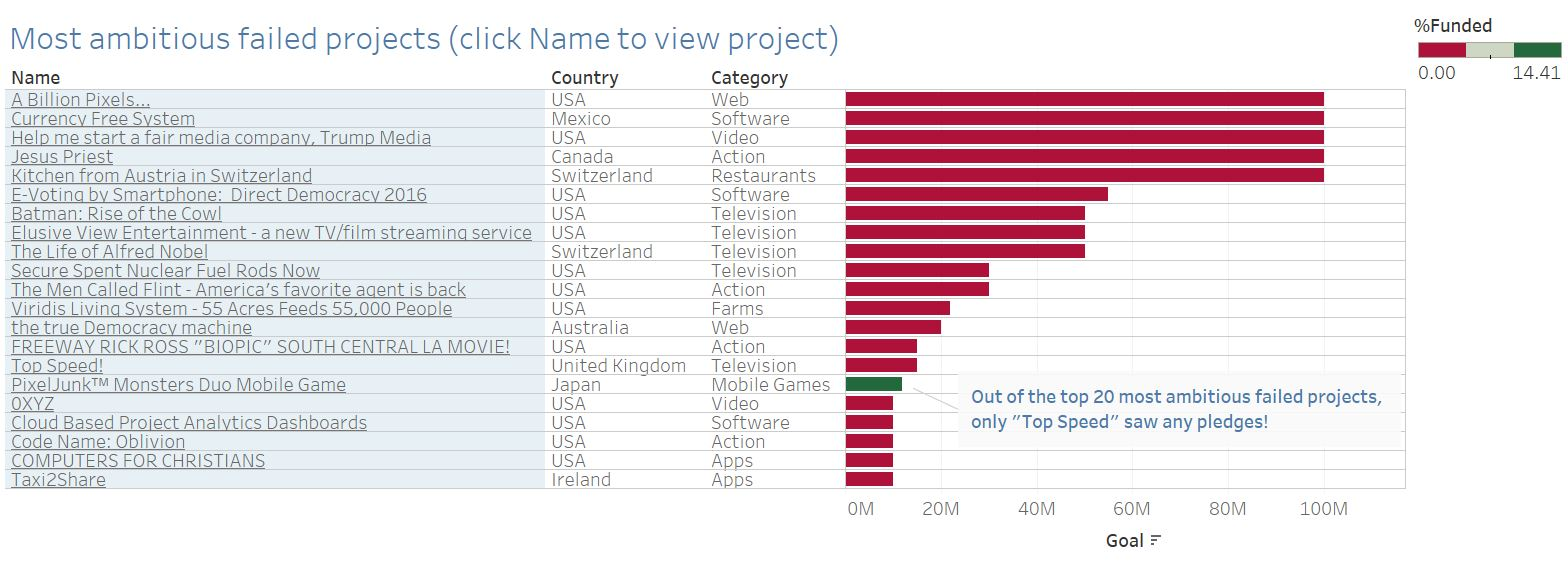 Most ambitious failed projects (click Name to view project)
%Funded
0.00 14.41
Name Country Category
A Billion Pixels... USA Web
Currency Free System Mexico Software
Help me start a fair media company, Trump Media USA Video
Jesus Priest Canada Action
Kitchen from Austria in Switzerland Switzerland Restaurants
E-Voting by Smartphone: Direct Democracy 2016 USA Software
Batman: Rise of the Cowl USA Television
Elusive View Entertainment - a new TV/film streaming service USA Television
The Life of Alfred Nobel Switzerland Television
Secure Spent Nuclear Fuel Rods Now USA Television
The Men Called Flint - America's favorite agent is back USA Action
Viridis Living System - 55 Acres Feeds 55,000 People USA Farms
the true Democracy machine Australia Web
FREEWAY RICK ROSS "BIOPIC" SOUTH CENTRAL LA MOVIE! USA Action
Top Speed! United Kingdom Television
PixelJunk™ Monsters Duo Mobile Game Japan Mobile Games
0XYZ USA Video
Cloud Based Project Analytics Dashboards USA Software
Code Name: Oblivion USA Action
COMPUTERS FOR CHRISTIANS USA Apps
Taxi2Share Ireland Apps
Out of the top 20 most ambitious failed projects,
only "Top Speed" saw any pledges!
0M 20M 40M 60M 80M 100M
Goal